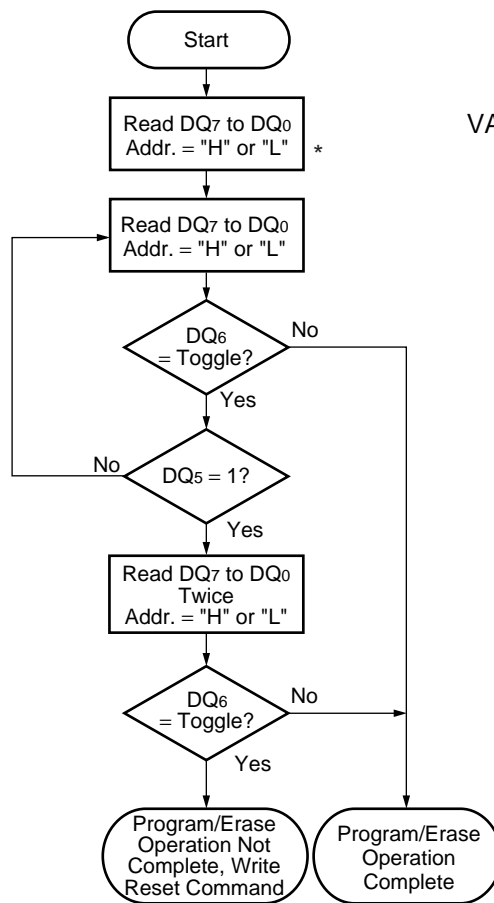 Start
Read DQ7 to DQ0
Addr. = "H" or "L"
*
VA
Read DQ7 to DQ0
Addr. = "H" or "L"
DQ6
= Toggle?
No
Yes
No
DQ5 = 1?
Yes
Read DQ7 to DQ0
Twice
Addr. = "H" or "L"
DQ6
= Toggle?
No
Yes
Program/Erase
Operation Not
Complete, Write
Reset Command
Program/Erase
Operation
Complete